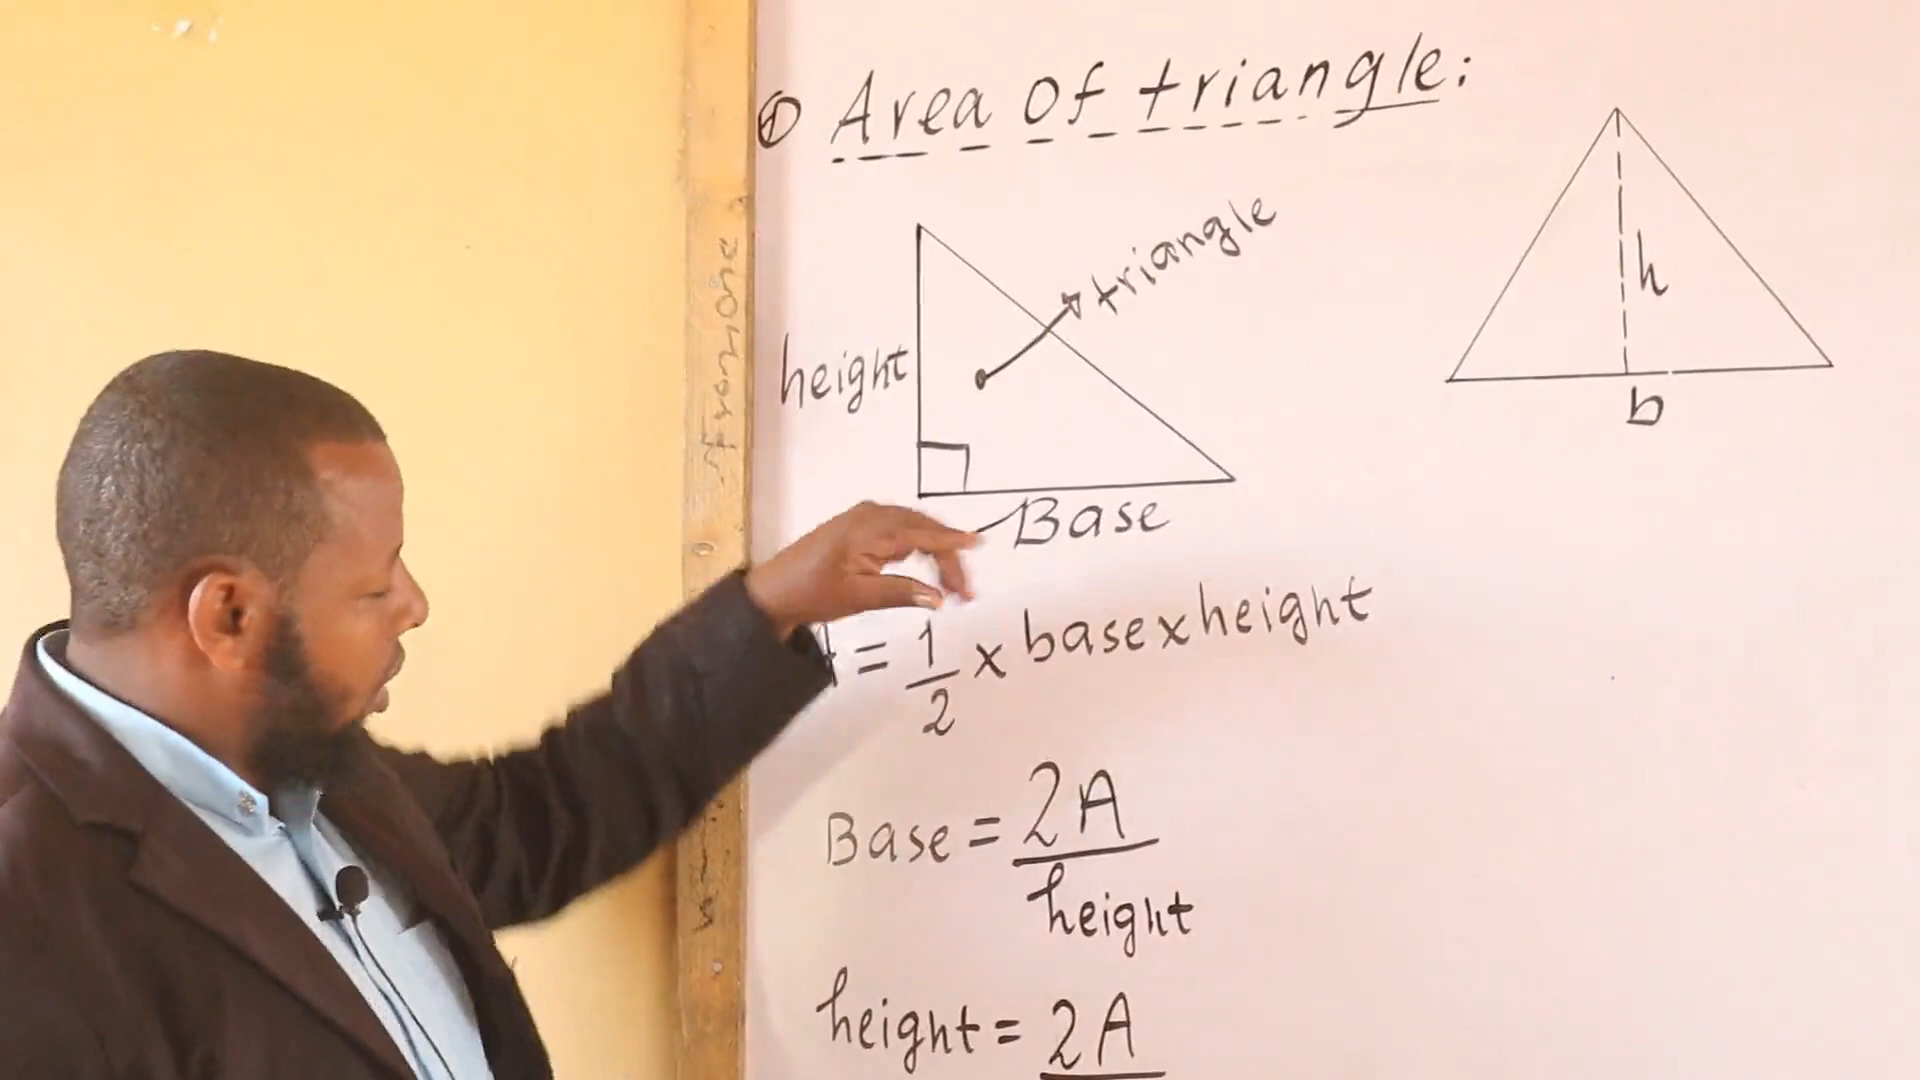 ① Area of triangle:
triangle
height
h
b
Base
= 1/2 x base x height
Base = 2A/height
height = 2A